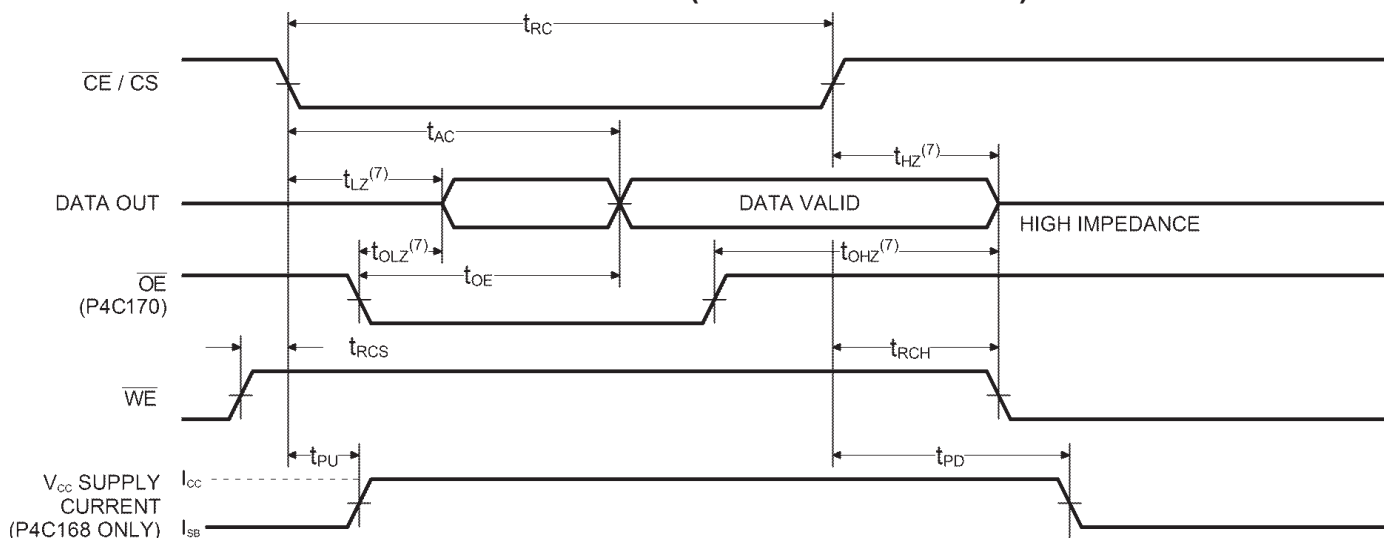 tRC
CE / CS
tAC
tHZ(7)
tLZ(7)
DATA OUT
DATA VALID
HIGH IMPEDANCE
tOLZ(7)
tOHZ(7)
tOE
OE
(P4C170)
tRCS
tRCH
WE
tPU
tPD
VCC SUPPLY
CURRENT
(P4C168 ONLY)
ICC
ISB